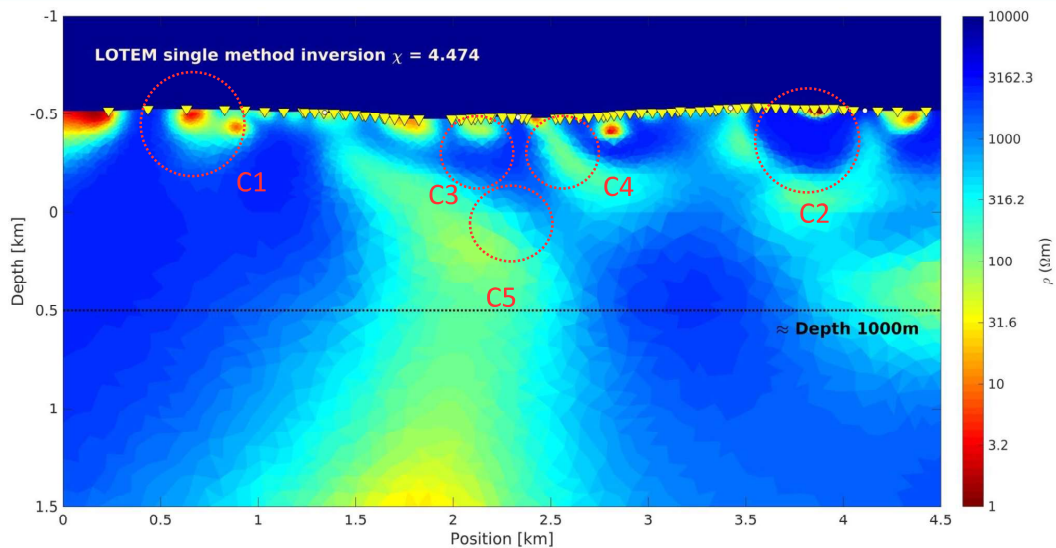 LOTEM single method inversion χ = 4.474
C1
C3
C4
C2
C5
≈ Depth 1000m
-1
-0.5
0
0.5
1
1.5
Depth [km]
0
0.5
1
1.5
2
2.5
3
3.5
4
4.5
Position [km]
10000
3162.3
1000
316.2
100
31.6
10
3.2
1
ρ (Ωm)